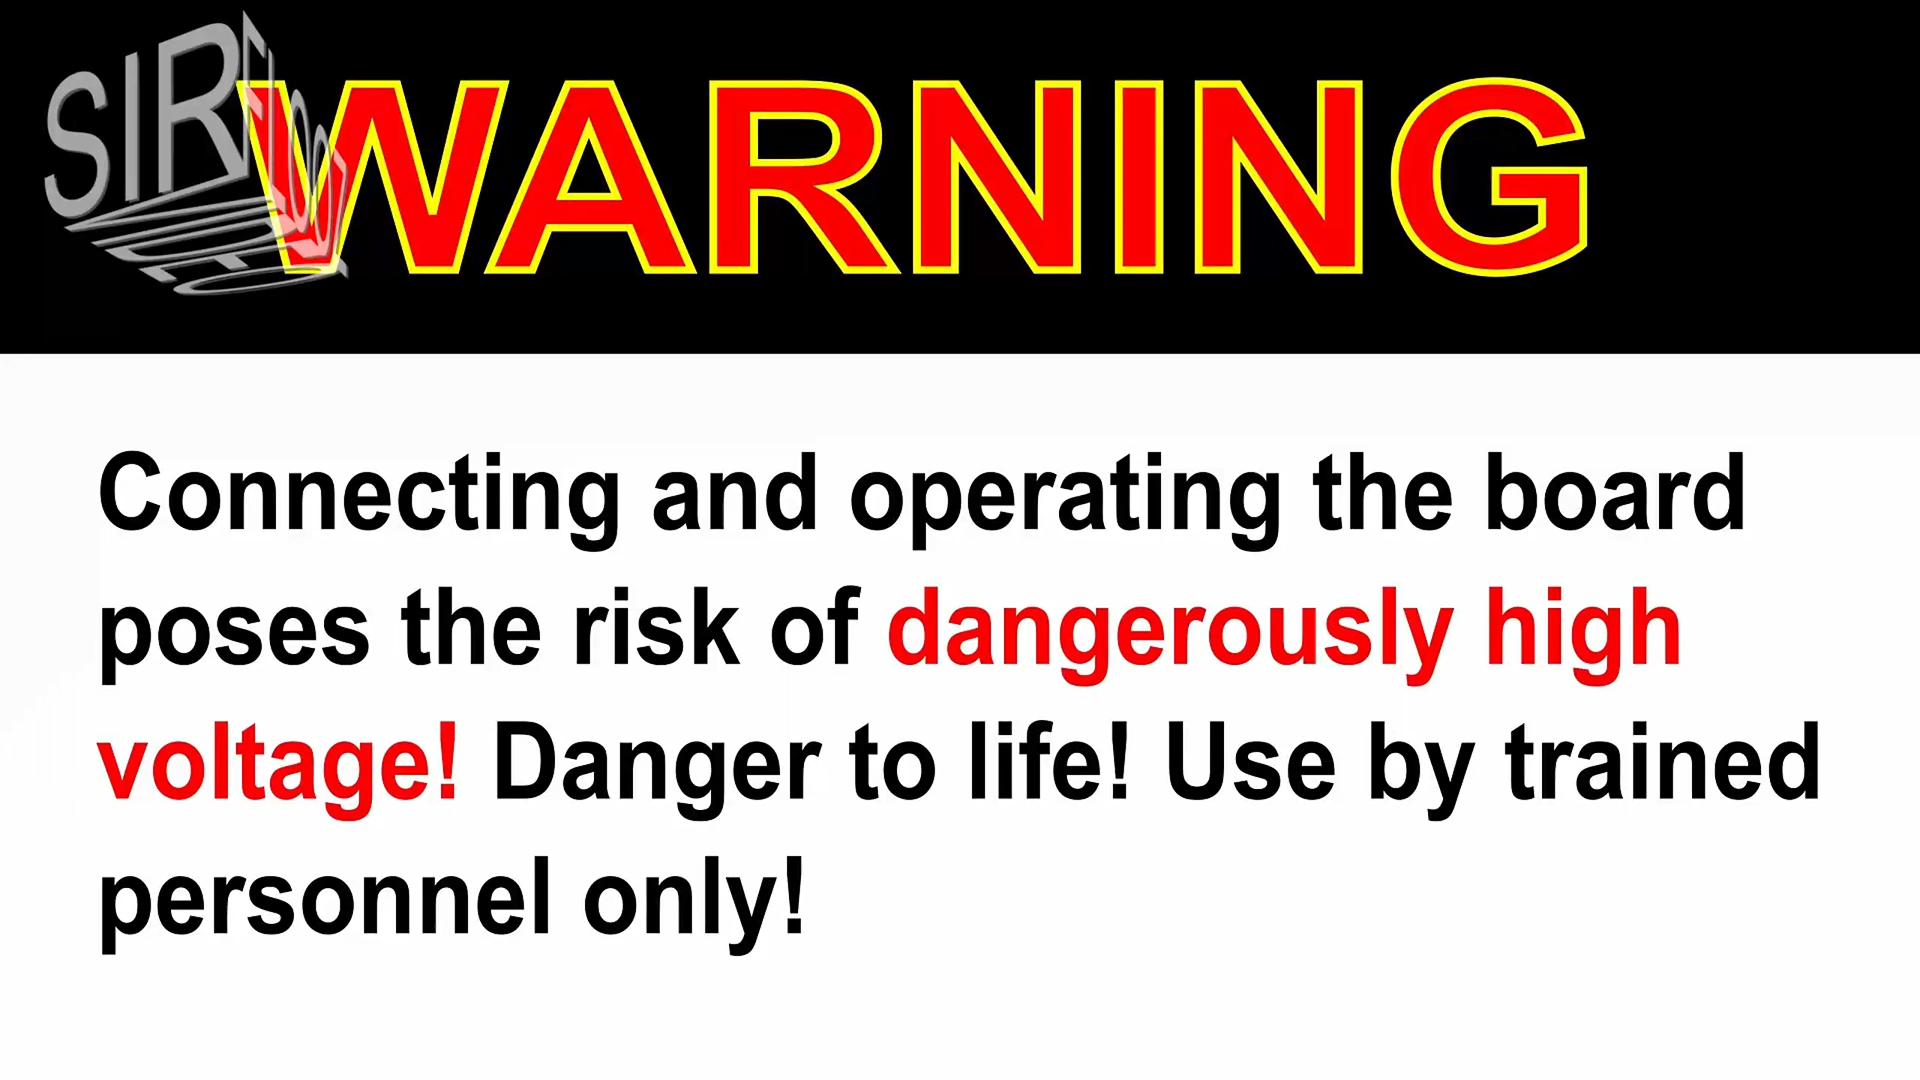 SIRI
WARNING
Connecting and operating the board
poses the risk of dangerously high
voltage! Danger to life! Use by trained
personnel only!